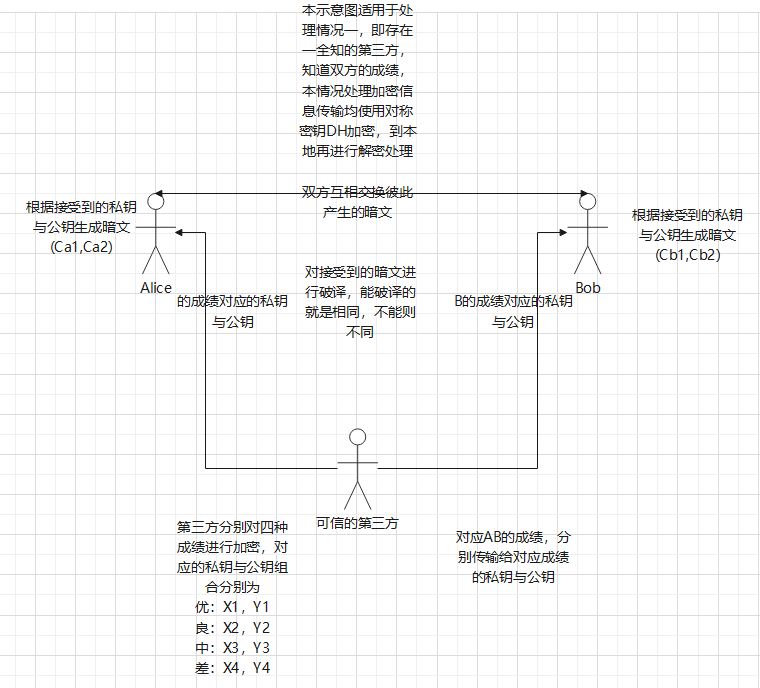 本示意图适用于处
理情况一，即存在
一全知的第三方，
知道双方的成绩，
本情况处理加密信
息传输均使用对称
密钥DH加密，到本
地再进行解密处理
双方互相交换彼此
产生的暗文
根据接受到的私钥
与公钥生成暗文
(Ca1,Ca2)
Alice
根据接受到的私钥
与公钥生成暗文
(Cb1,Cb2)
Bob
的成绩对应的私钥
与公钥
对接受到的暗文进
行破译，能破译的
就是相同，不能则
不同
B的成绩对应的私钥
与公钥
可信的第三方
第三方分别对四种
成绩进行加密，对
应的私钥与公钥组
合分别为
优：X1，Y1
良：X2，Y2
中：X3，Y3
差：X4，Y4
对应AB的成绩，分
别传输给对应成绩
的私钥与公钥